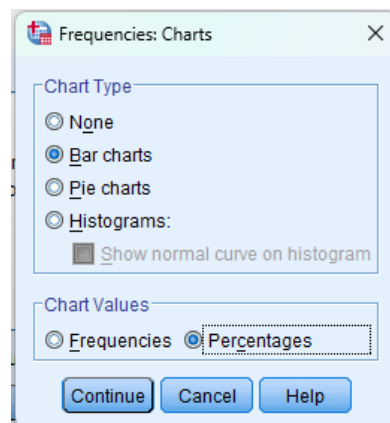 Frequencies: Charts
Chart Type
None
Bar charts
Pie charts
Histograms:
Show normal curve on histogram
Chart Values
Frequencies Percentages
Continue Cancel Help